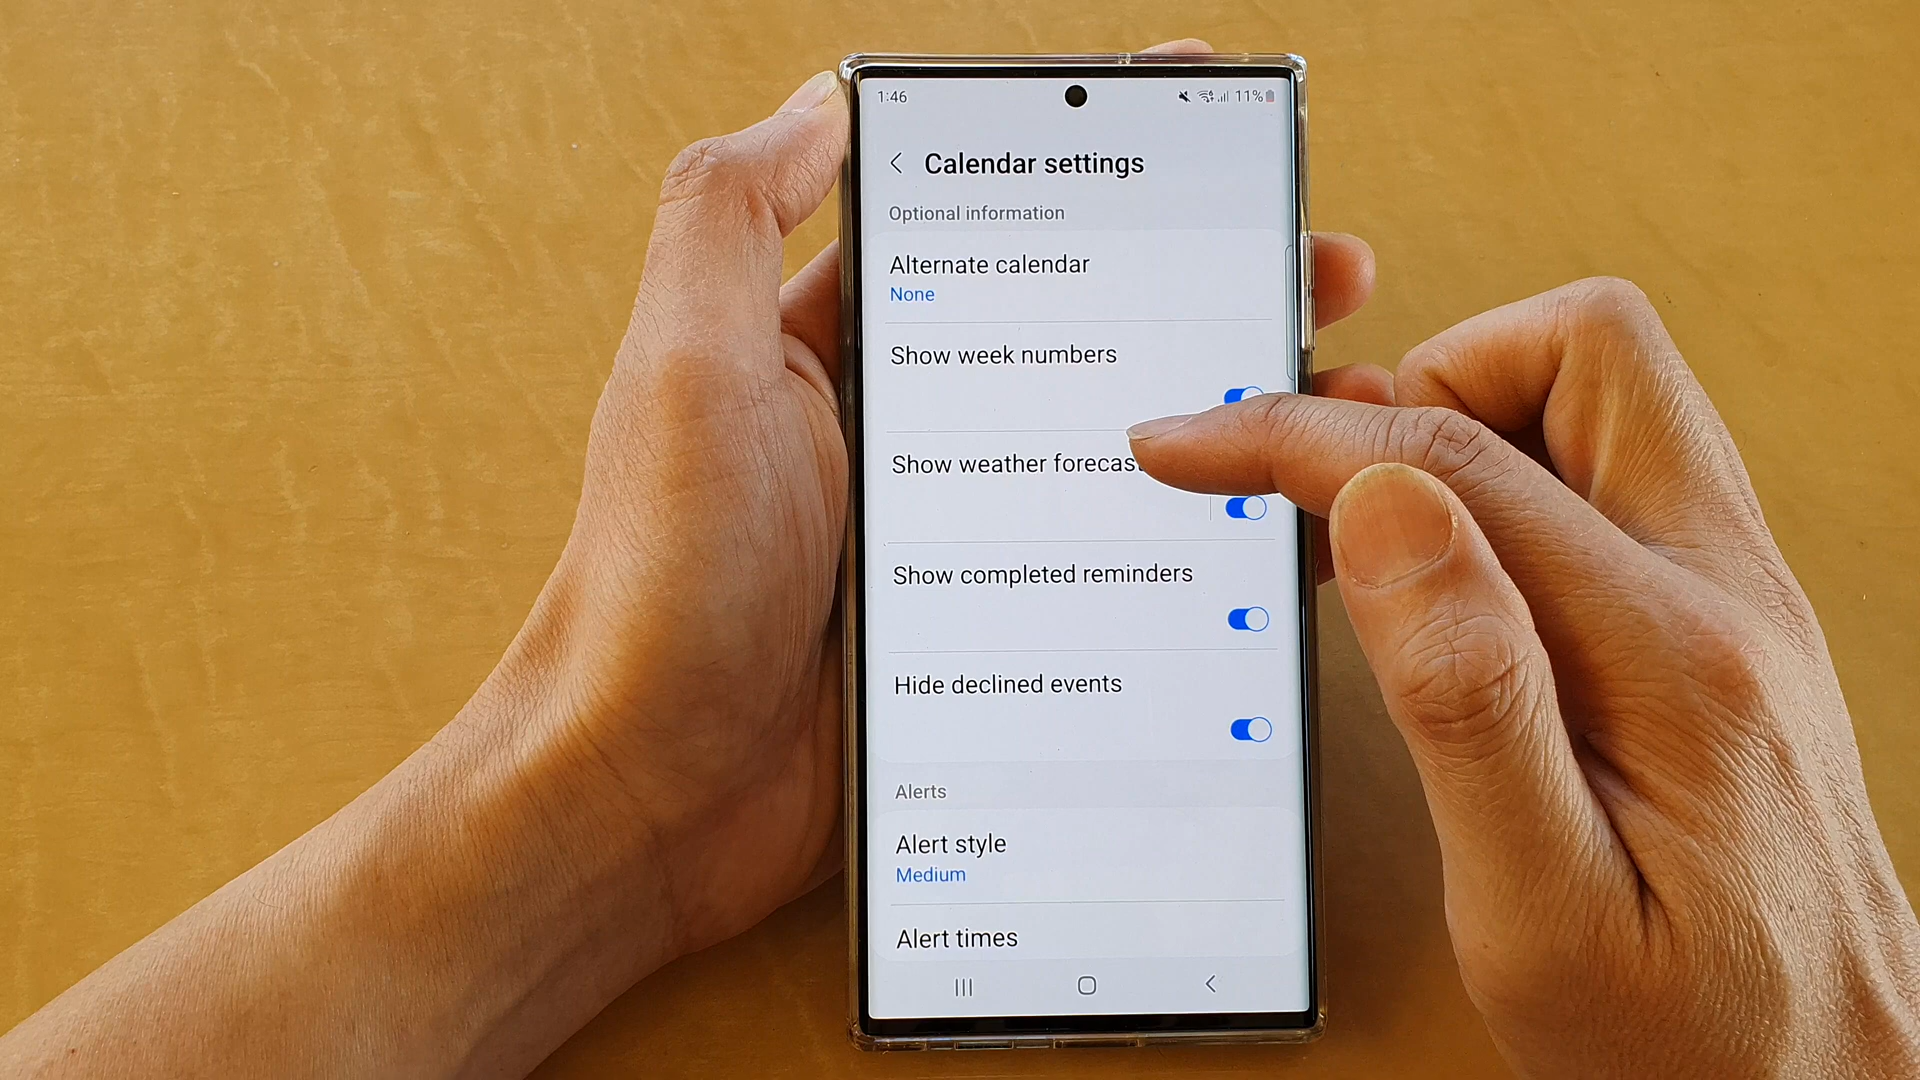 1:46
11%
Calendar settings
Optional information
Alternate calendar
None
Show week numbers
Show weather forecast
Show completed reminders
Hide declined events
Alerts
Alert style
Medium
Alert times